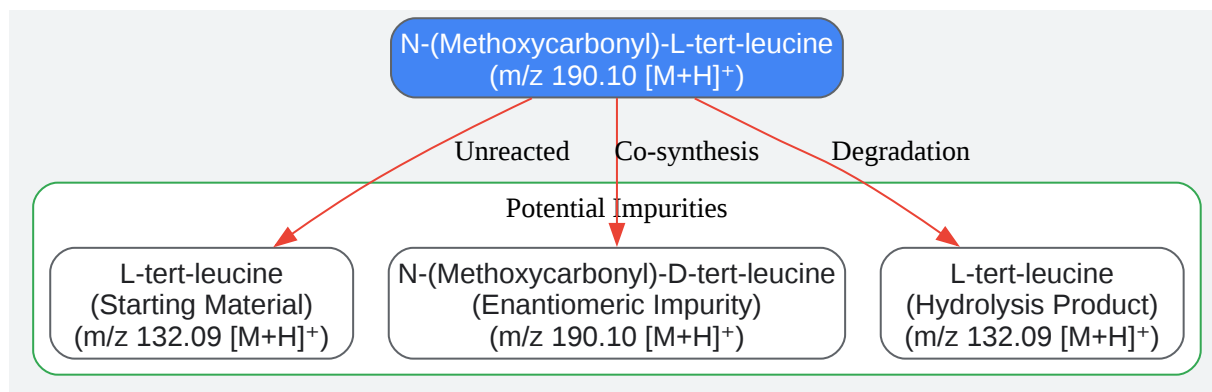 N-(Methoxycarbonyl)-L-tert-leucine
(m/z 190.10 [M+H]⁺)
Unreacted
Co-synthesis
Degradation
Potential Impurities
L-tert-leucine
(Starting Material)
(m/z 132.09 [M+H]⁺)
N-(Methoxycarbonyl)-D-tert-leucine
(Enantiomeric Impurity)
(m/z 190.10 [M+H]⁺)
L-tert-leucine
(Hydrolysis Product)
(m/z 132.09 [M+H]⁺)